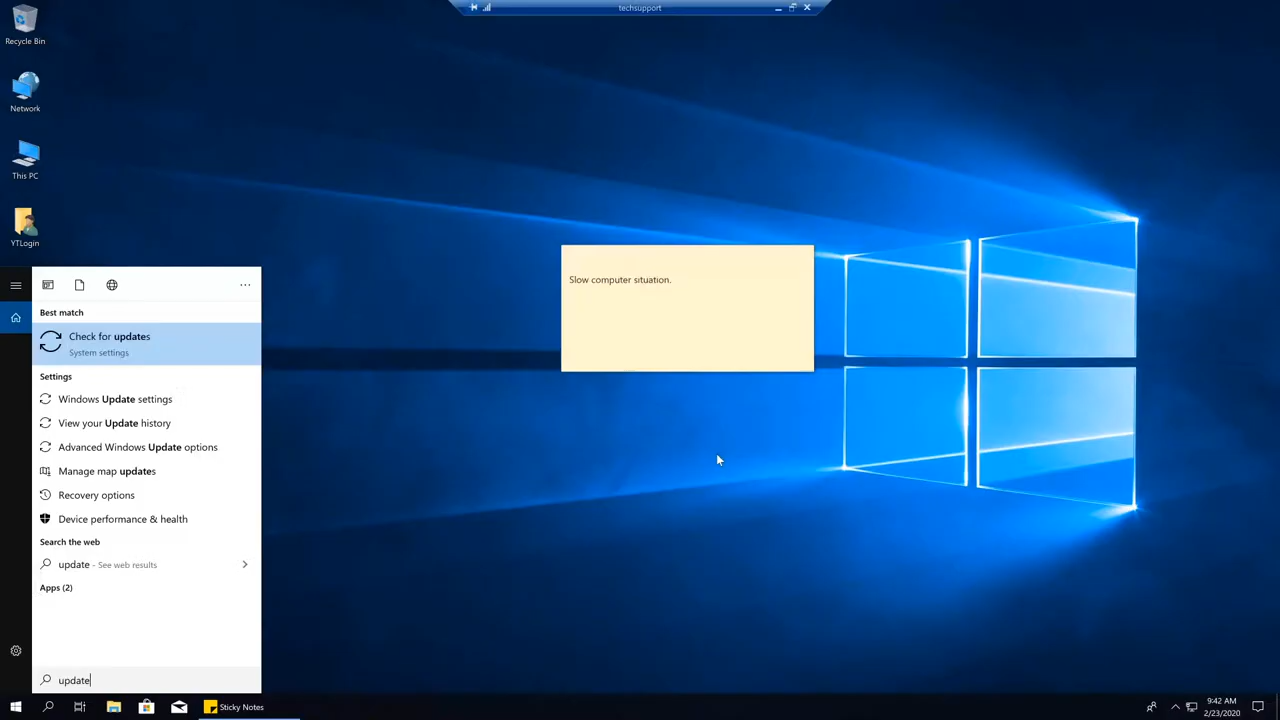 techsupport
Recycle Bin
Network
This PC
YTLogin
Slow computer situation.
Best match
Check for updates
System settings
Settings
Windows Update settings
View your Update history
Advanced Windows Update options
Manage map updates
Recovery options
Device performance & health
Search the web
update - See web results
Apps (2)
update
Sticky Notes
9:42 AM
2/23/2020